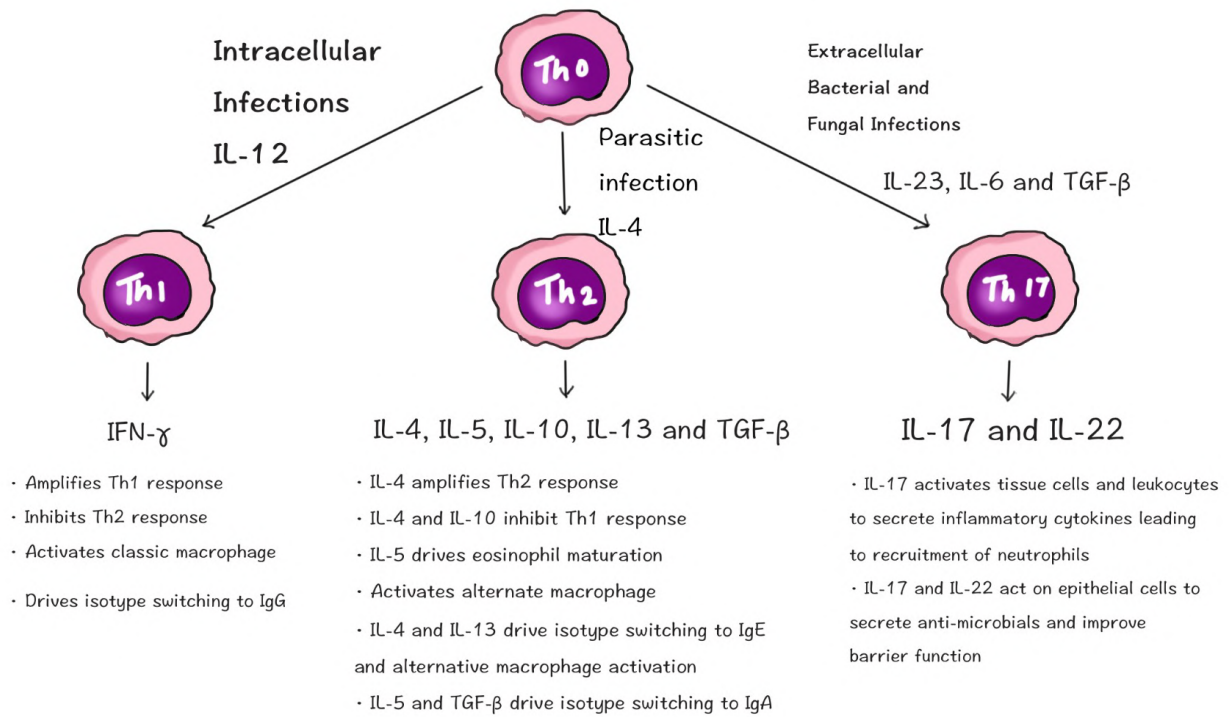 Th0
Intracellular
Infections
IL-12
Parasitic
infection
IL-4
Extracellular
Bacterial and
Fungal Infections
IL-23, IL-6 and TGF-β
Th1
Th2
Th17
IFN-γ
· Amplifies Th1 response
· Inhibits Th2 response
· Activates classic macrophage
· Drives isotype switching to IgG
IL-4, IL-5, IL-10, IL-13 and TGF-β
· IL-4 amplifies Th2 response
· IL-4 and IL-10 inhibit Th1 response
· IL-5 drives eosinophil maturation
· Activates alternate macrophage
· IL-4 and IL-13 drive isotype switching to IgE
and alternative macrophage activation
· IL-5 and TGF-β drive isotype switching to IgA
IL-17 and IL-22
· IL-17 activates tissue cells and leukocytes
to secrete inflammatory cytokines leading
to recruitment of neutrophils
· IL-17 and IL-22 act on epithelial cells to
secrete anti-microbials and improve
barrier function